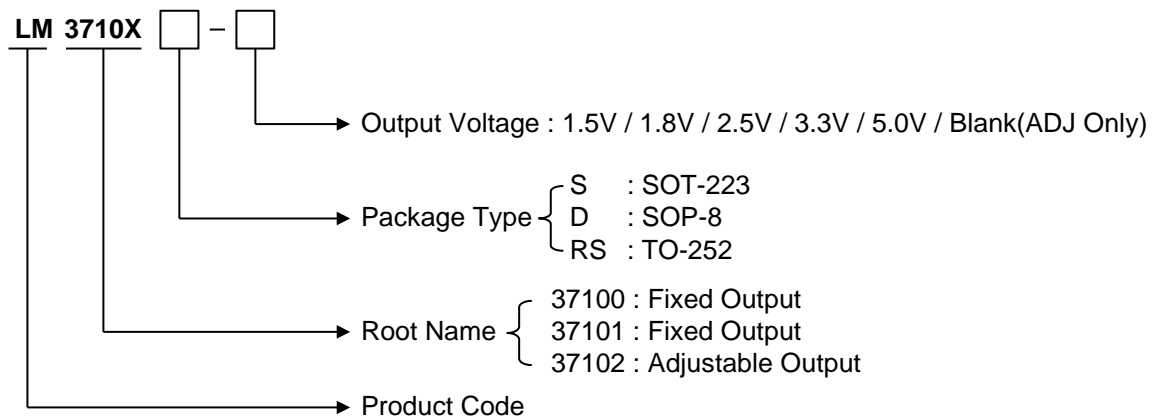 LM 3710X –
Output Voltage : 1.5V / 1.8V / 2.5V / 3.3V / 5.0V / Blank(ADJ Only)
S : SOT-223
Package Type D : SOP-8
RS : TO-252
37100 : Fixed Output
Root Name 37101 : Fixed Output
37102 : Adjustable Output
Product Code